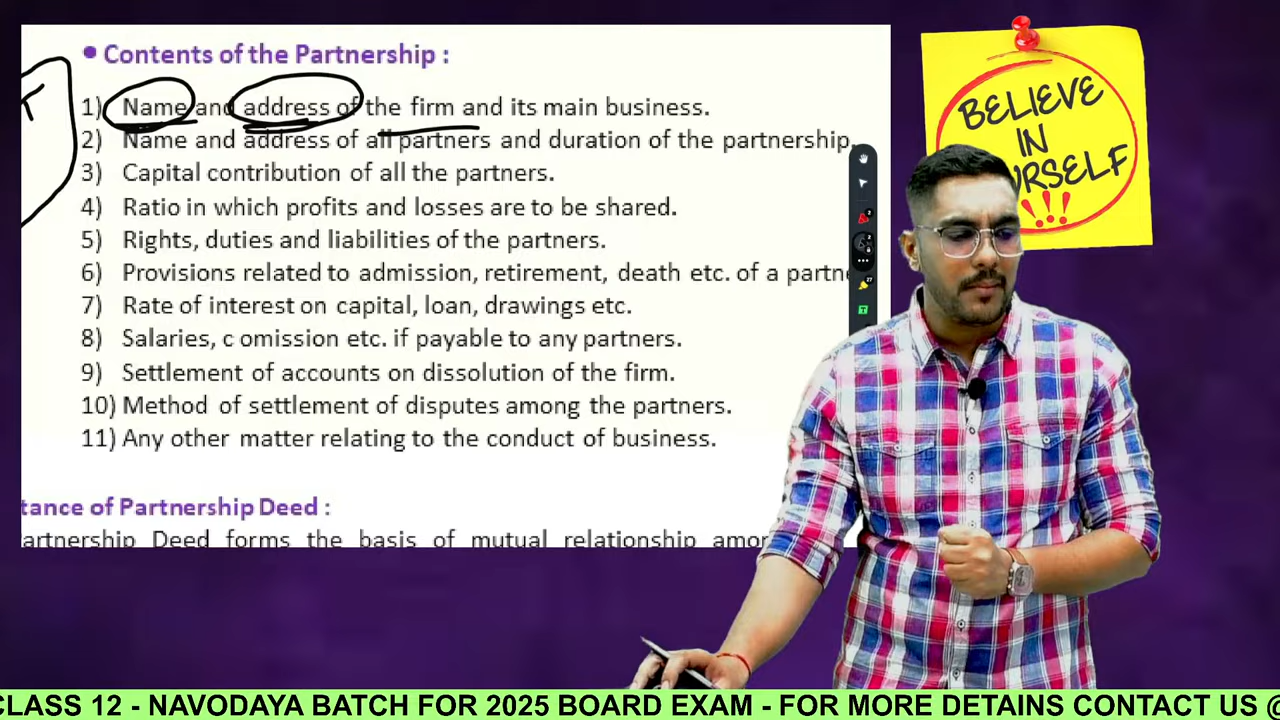 Contents of the Partnership :
1) Name and address of the firm and its main business.
2) Name and address of all partners and duration of the partnership.
3) Capital contribution of all the partners.
4) Ratio in which profits and losses are to be shared.
5) Rights, duties and liabilities of the partners.
6) Provisions related to admission, retirement, death etc. of a partne
7) Rate of interest on capital, loan, drawings etc.
8) Salaries, c omission etc. if payable to any partners.
9) Settlement of accounts on dissolution of the firm.
10) Method of settlement of disputes among the partners.
11) Any other matter relating to the conduct of business.
tance of Partnership Deed :
artnership Deed forms the basis of mutual relationship amon
BELIEVE
IN
URSELF
!!!
CLASS 12 - NAVODAYA BATCH FOR 2025 BOARD EXAM - FOR MORE DETAINS CONTACT US @